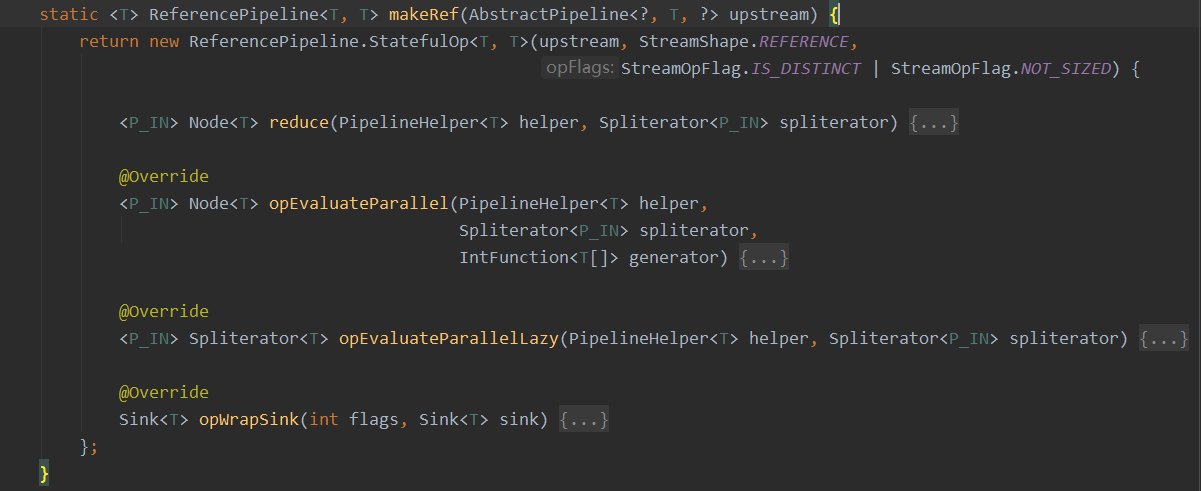 static <T> ReferencePipeline<T, T> makeRef(AbstractPipeline<?, T, ?> upstream) {
return new ReferencePipeline.StatefulOp<T, T>(upstream, StreamShape.REFERENCE,
opFlags: StreamOpFlag.IS_DISTINCT | StreamOpFlag.NOT_SIZED) {
<P_IN> Node<T> reduce(PipelineHelper<T> helper, Spliterator<P_IN> spliterator) {...}
@Override
<P_IN> Node<T> opEvaluateParallel(PipelineHelper<T> helper,
Spliterator<P_IN> spliterator,
IntFunction<T[]> generator) {...}
@Override
<P_IN> Spliterator<T> opEvaluateParallelLazy(PipelineHelper<T> helper, Spliterator<P_IN> spliterator) {...}
@Override
Sink<T> opWrapSink(int flags, Sink<T> sink) {...}
};
}